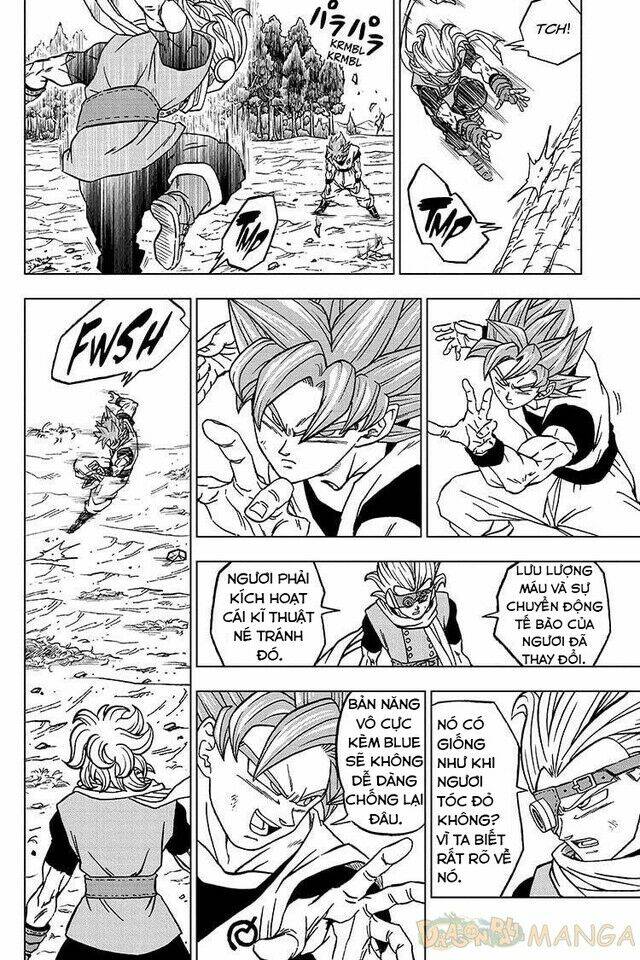 TCH!
TMP
パラパラ
KRMBL
KRMBL
TMP
FWSH
LƯU LƯỢNG
MÁU VÀ SỰ
CHUYỂN ĐỘNG
TẾ BÀO CỦA
NGƯƠI ĐÃ
THAY ĐỔI.
NGƯƠI PHẢI
KÍCH HOẠT
CÁI KĨ THUẬT
NÉ TRÁNH
ĐÓ.
NÓ CÓ
GIỐNG
NHƯ KHI
NGƯƠI
TÓC ĐỎ
KHÔNG?
VÌ TA BIẾT
RẤT RÕ VỀ
NÓ.
BẢN NĂNG
VÔ CỰC
KÈM BLUE
SẼ KHÔNG
DỄ DÀNG
CHỐNG LẠI
ĐÂU.
DRAGON BALL MANGA